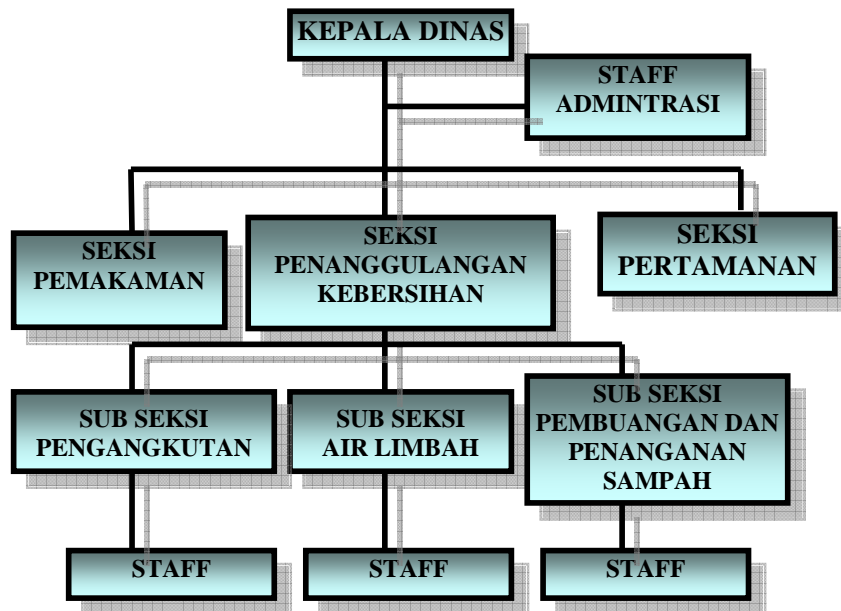 KEPALA DINAS
STAFF
ADMINTRASI
SEKSI
PEMAKAMAN
SEKSI
PENANGGULANGAN
KEBERSIHAN
SEKSI
PERTAMANAN
SUB SEKSI
PENGANGKUTAN
SUB SEKSI
AIR LIMBAH
SUB SEKSI
PEMBUANGAN DAN
PENANGANAN
SAMPAH
STAFF
STAFF
STAFF